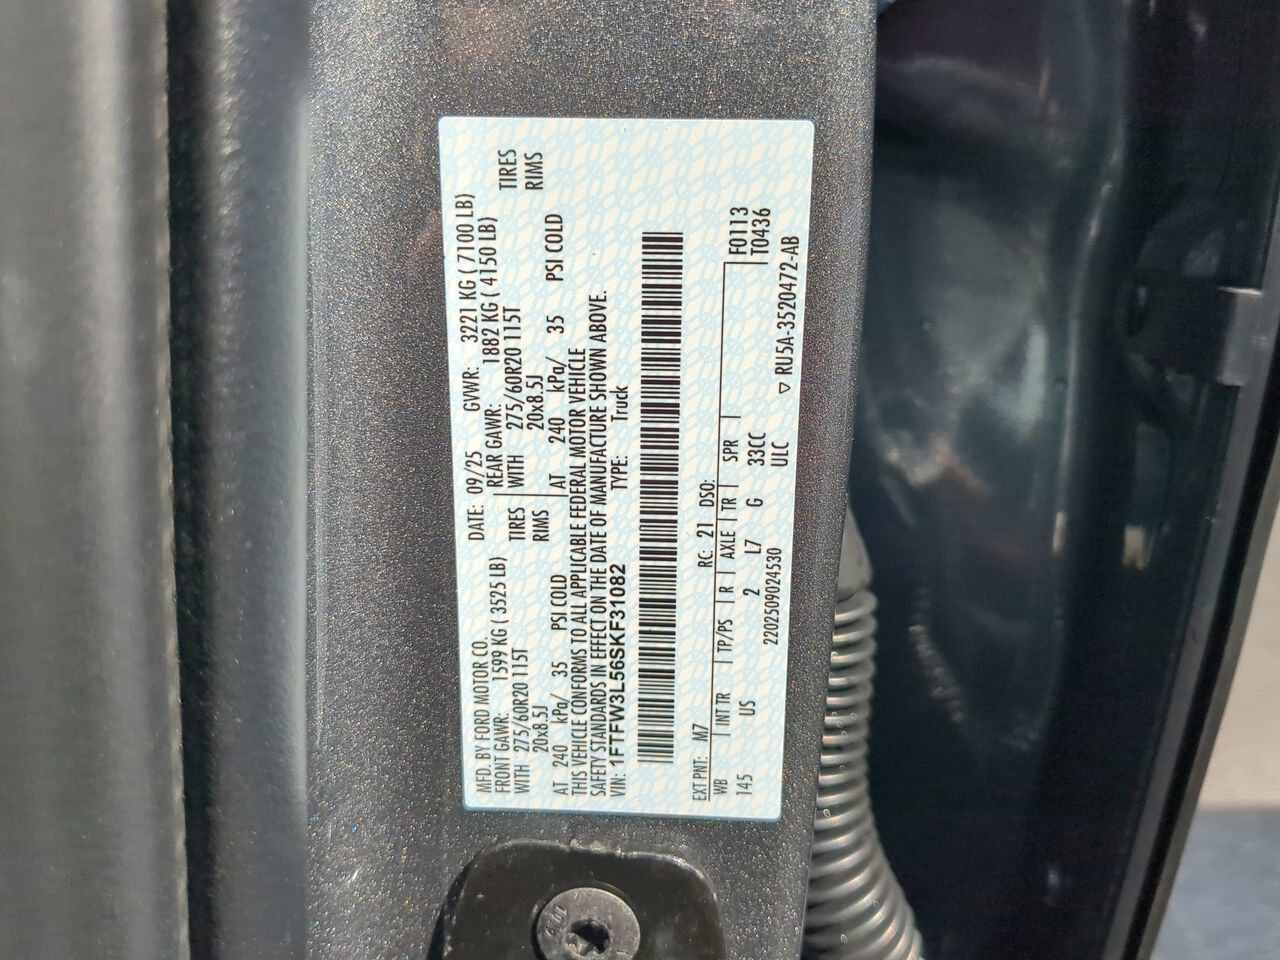 MFD. BY FORD MOTOR CO.
DATE: 09/25 GVWR: 3221 KG ( 7100 LB)
FRONT GAWR: 1599 KG ( 3525 LB) REAR GAWR: 1882 KG ( 4150 LB)
WITH 275/60R20 115T TIRES WITH 275/60R20 115T TIRES
20x8.5J RIMS 20x8.5J RIMS
AT 240 kPa/ 35 PSI COLD AT 240 kPa/ 35 PSI COLD
THIS VEHICLE CONFORMS TO ALL APPLICABLE FEDERAL MOTOR VEHICLE
SAFETY STANDARDS IN EFFECT ON THE DATE OF MANUFACTURE SHOWN ABOVE.
VIN: 1FTFW3L56SKF31082 TYPE: Truck
EXT PNT: M7 RC: 21 DSO:
WB INT TR TP/PS R AXLE TR SPR F0113
145 US 2 L7 G 33CC T0436
2202509024530 ULC ▽ RU5A-3520472-AB